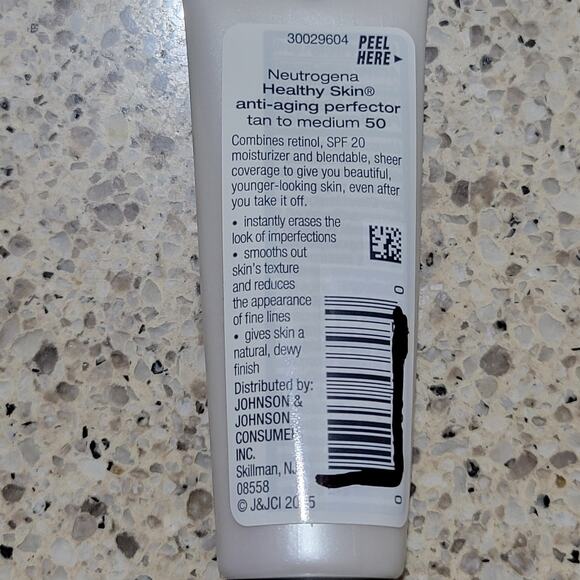 30029604
PEEL
HERE
Neutrogena
Healthy Skin®
anti-aging perfector
tan to medium 50
Combines retinol, SPF 20
moisturizer and blendable, sheer
coverage to give you beautiful,
younger-looking skin, even after
you take it off.
• instantly erases the
look of imperfections
• smooths out
skin's texture
and reduces
the appearance
of fine lines
• gives skin a
natural, dewy
finish
Distributed by:
JOHNSON &
JOHNSON
CONSUMER
INC.
Skillman, NJ
08558
© J&JCI
0
0